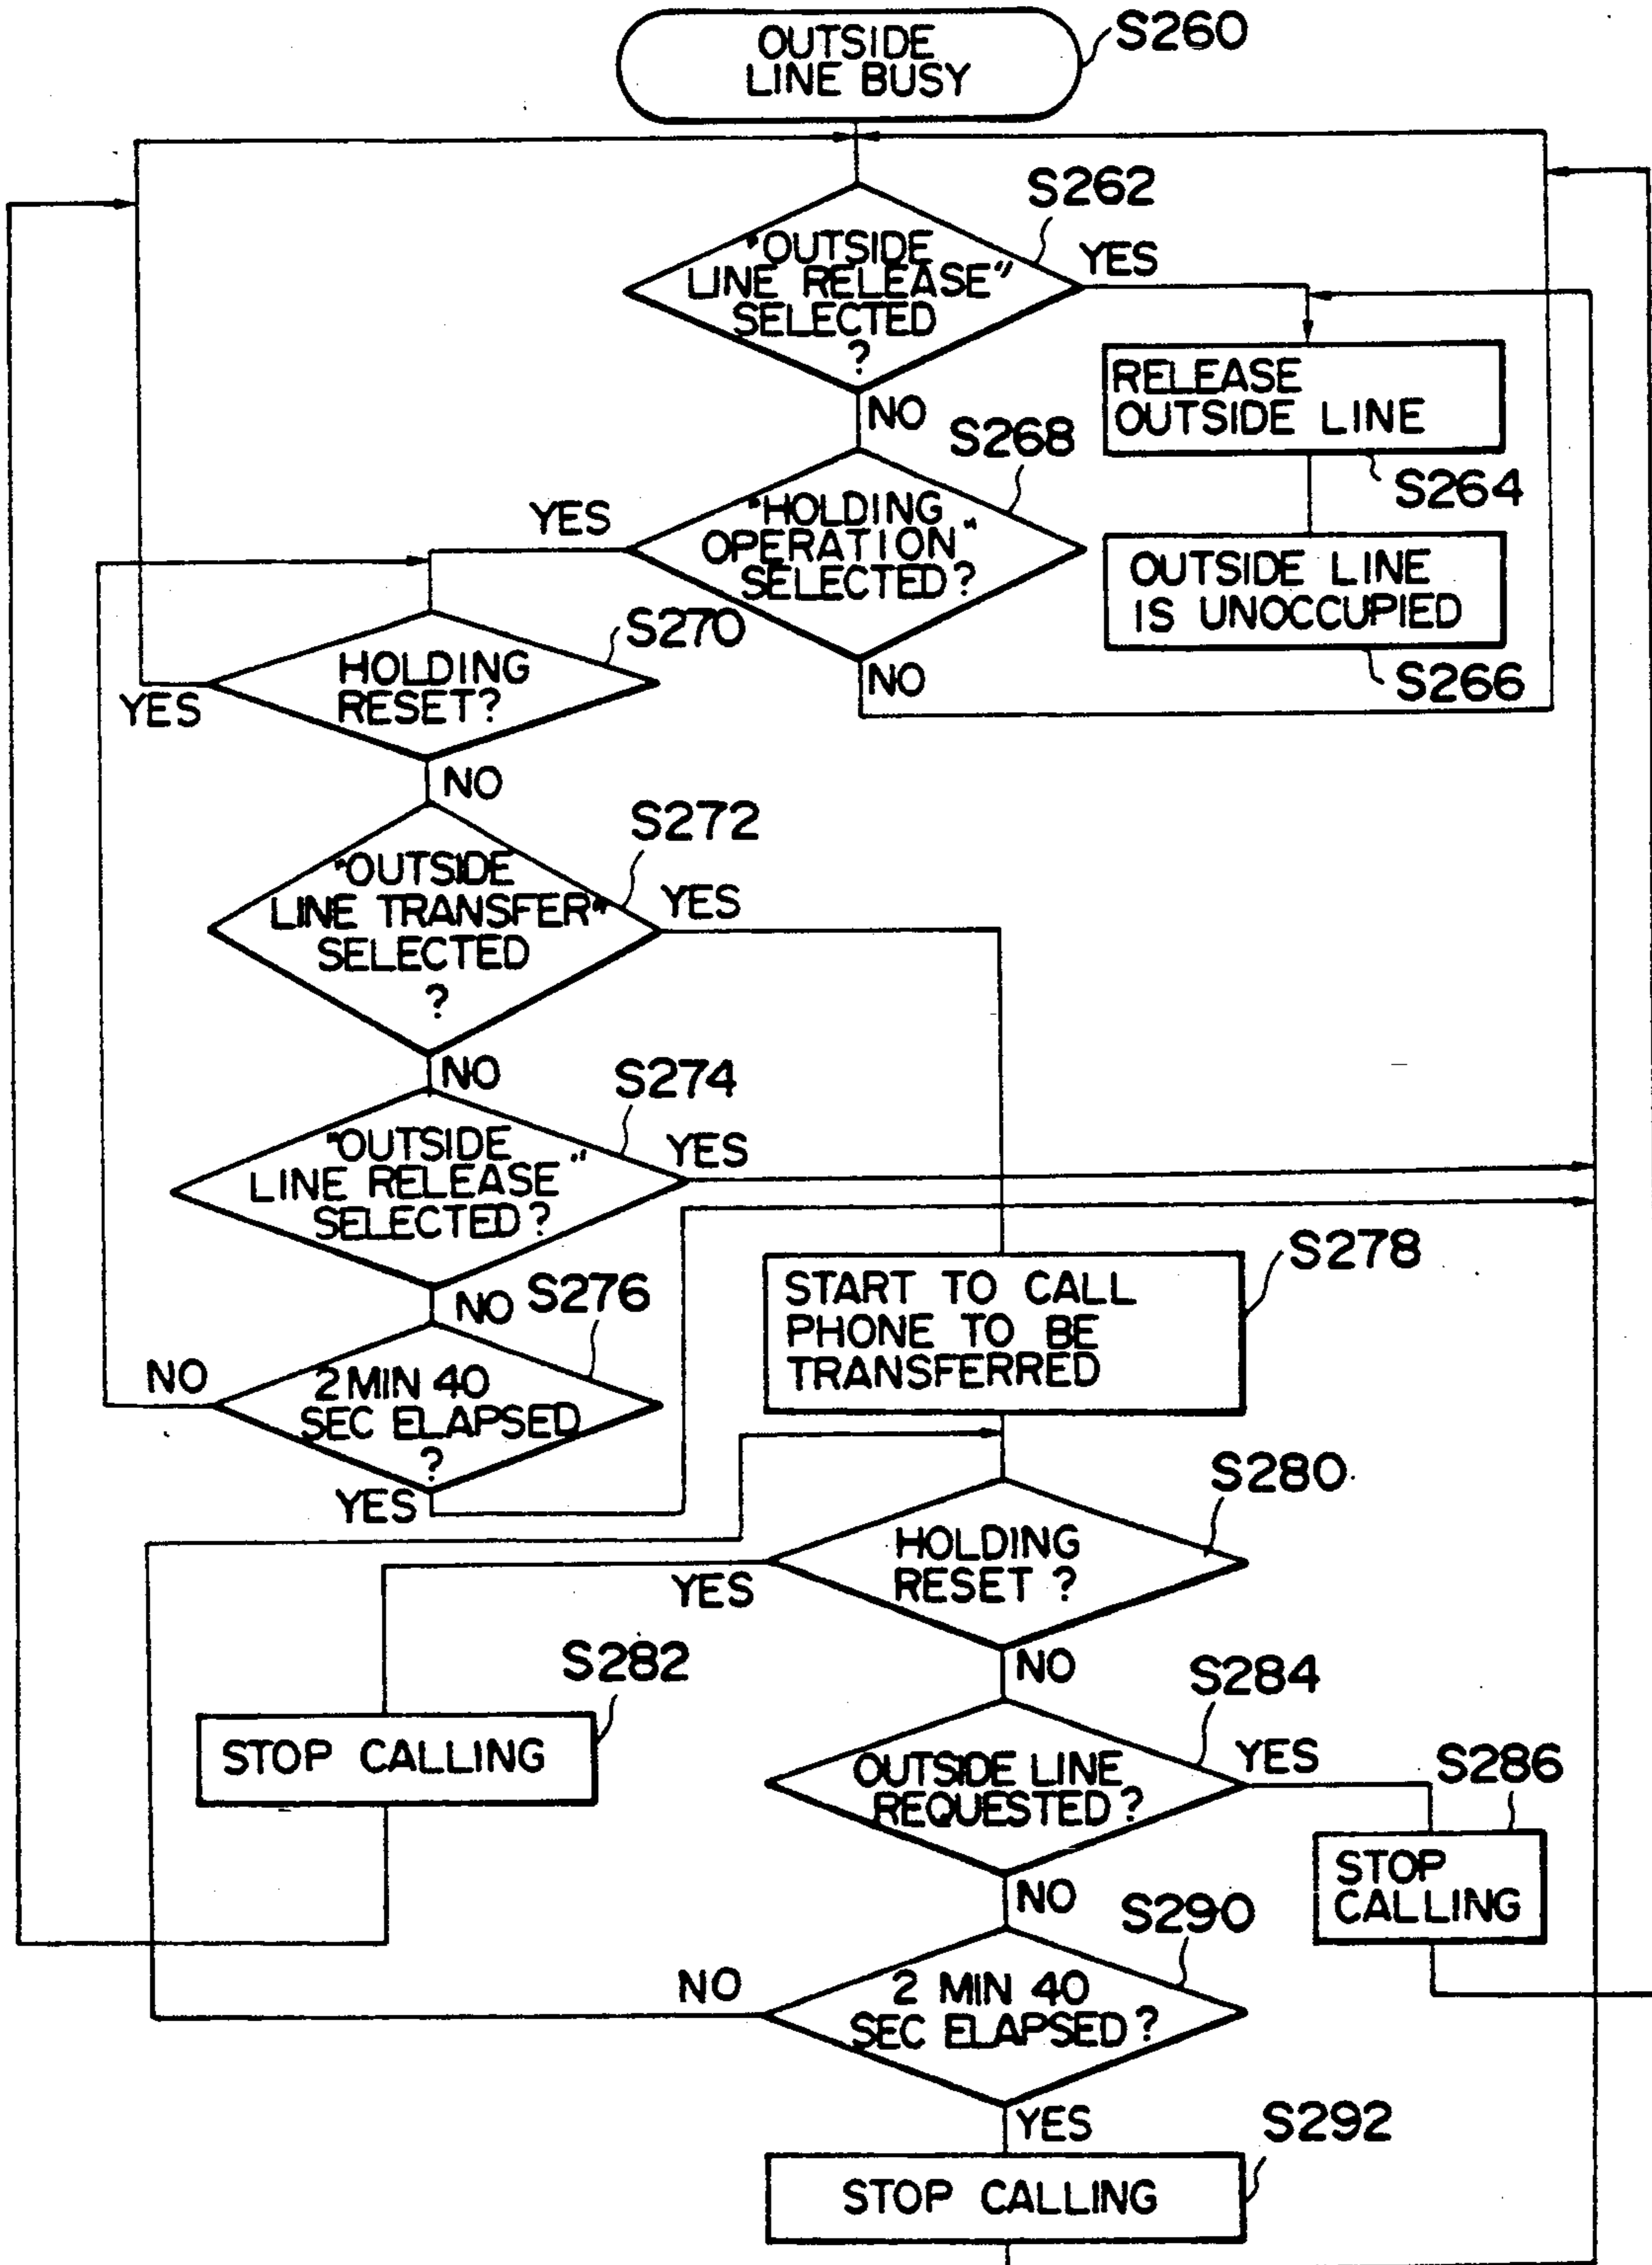 OUTSIDE
LINE BUSY
S260
S262
"OUTSIDE
LINE RELEASE"
SELECTED
?
YES
NO
RELEASE
OUTSIDE LINE
S264
S268
YES
"HOLDING
OPERATION"
SELECTED?
OUTSIDE LINE
IS UNOCCUPIED
S266
NO
S270
HOLDING
RESET?
YES
NO
S272
"OUTSIDE
LINE TRANSFER"
SELECTED
?
YES
NO
S274
"OUTSIDE
LINE RELEASE"
SELECTED?
YES
NO
S276
2 MIN 40
SEC ELAPSED
?
NO
YES
S278
START TO CALL
PHONE TO BE
TRANSFERRED
S280
HOLDING
RESET ?
YES
NO
S282
STOP CALLING
S284
OUTSIDE LINE
REQUESTED?
YES
S286
STOP
CALLING
NO
S290
2 MIN 40
SEC ELAPSED?
NO
YES
S292
STOP CALLING